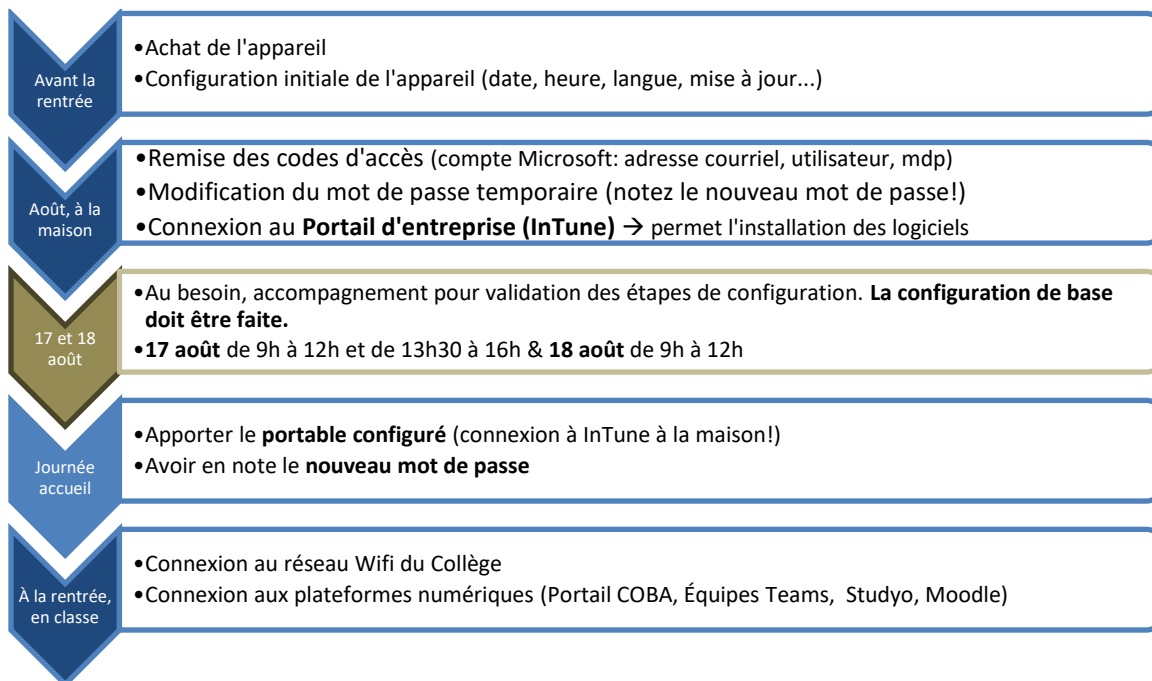 Avant la
rentrée
•Achat de l'appareil
•Configuration initiale de l'appareil (date, heure, langue, mise à jour...)
Août, à la
maison
•Remise des codes d'accès (compte Microsoft: adresse courriel, utilisateur, mdp)
•Modification du mot de passe temporaire (notez le nouveau mot de passe!)
•Connexion au Portail d'entreprise (InTune) → permet l'installation des logiciels
17 et 18
août
•Au besoin, accompagnement pour validation des étapes de configuration. La configuration de base
doit être faite.
•17 août de 9h à 12h et de 13h30 à 16h & 18 août de 9h à 12h
Journée
accueil
•Apporter le portable configuré (connexion à InTune à la maison!)
•Avoir en note le nouveau mot de passe
À la rentrée,
en classe
•Connexion au réseau Wifi du Collège
•Connexion aux plateformes numériques (Portail COBA, Équipes Teams, Studyo, Moodle)